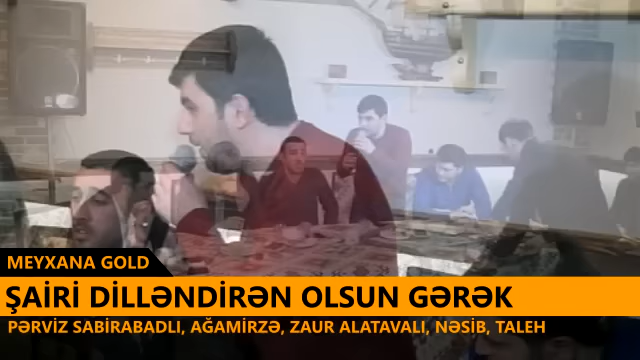 MEYXANA GOLD
ŞAİRİ DİLLƏNDİRƏN OLSUN GƏRƏK
PƏRVİZ SABİRABADLI, AĞAMİRZƏ, ZAUR ALATAVALI, NƏSİB, TALEH